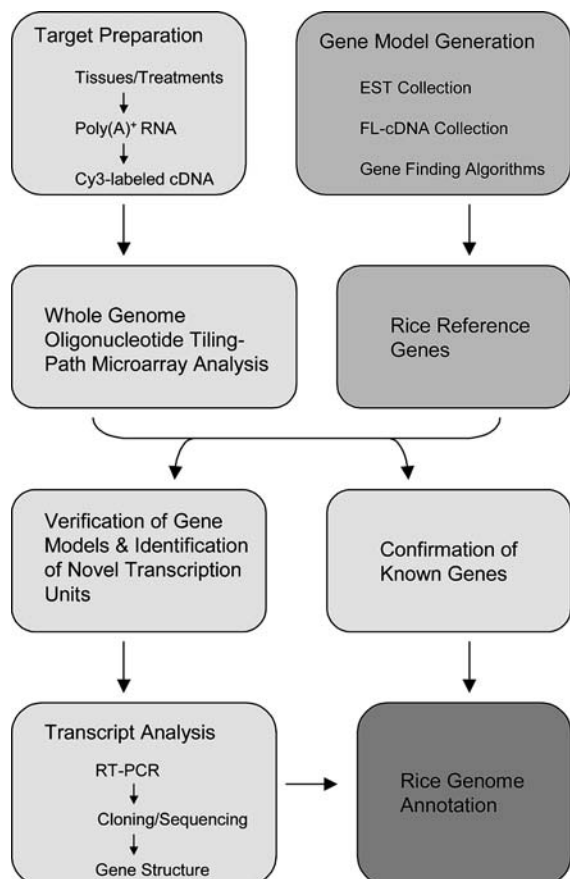 Target Preparation
Tissues/Treatments
Poly(A)⁺ RNA
Cy3-labeled cDNA
Gene Model Generation
EST Collection
FL-cDNA Collection
Gene Finding Algorithms
Whole Genome
Oligonucleotide Tiling-
Path Microarray Analysis
Rice Reference
Genes
Verification of Gene
Models & Identification
of Novel Transcription
Units
Confirmation of
Known Genes
Transcript Analysis
RT-PCR
Cloning/Sequencing
Gene Structure
Rice Genome
Annotation